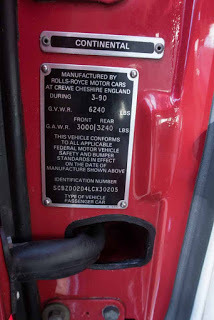 CONTINENTAL
MANUFACTURED BY
ROLLS-ROYCE MOTOR CARS
AT CREWE CHESHIRE ENGLAND
DURING 3-90
G.V.W.R. 6240 LBS
FRONT REAR
G.A.W.R. 3000|3240 LBS
THIS VEHICLE CONFORMS
TO ALL APPLICABLE
FEDERAL MOTOR VEHICLE
SAFETY AND BUMPER
STANDARDS IN EFFECT
ON THE DATE OF
MANUFACTURE SHOWN ABOVE
IDENTIFICATION NUMBER
SCBZD02D4LCX30205
TYPE OF VEHICLE
PASSENGER CAR